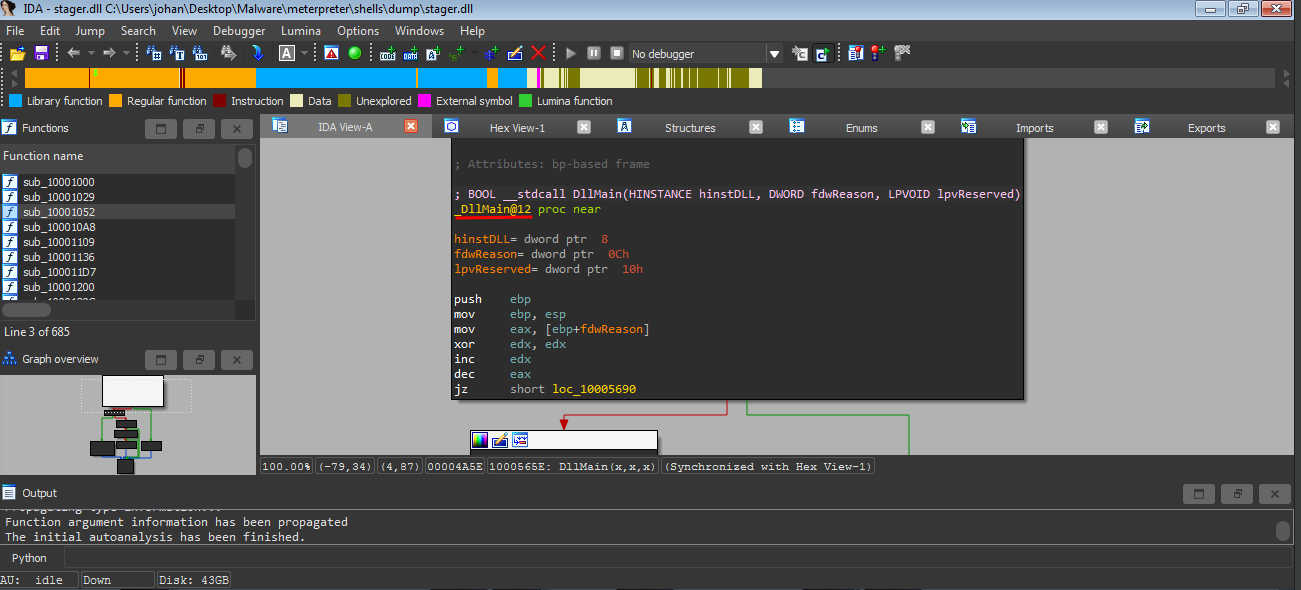 IDA - stager.dll C:\Users\johan\Desktop\Malware\meterpreter\shells\dump\stager.dll
File Edit Jump Search View Debugger Lumina Options Windows Help
No debugger
Library function Regular function Instruction Data Unexplored External symbol Lumina function
Functions
IDA View-A Hex View-1 Structures Enums Imports Exports
Function name
sub_10001000
sub_10001029
sub_10001052
sub_100010A8
sub_10001109
sub_10001136
sub_100011D7
sub_10001200
Line 3 of 685
Graph overview
; Attributes: bp-based frame
; BOOL __stdcall DllMain(HINSTANCE hinstDLL, DWORD fdwReason, LPVOID lpvReserved)
_DllMain@12 proc near
hinstDLL= dword ptr 8
fdwReason= dword ptr 0Ch
lpvReserved= dword ptr 10h
push ebp
mov ebp, esp
mov eax, [ebp+fdwReason]
xor edx, edx
inc edx
dec eax
jz short loc_10005690
100.00% (-79,34) (4,87) 00004A5E 1000565E: DllMain(x,x,x) (Synchronized with Hex View-1)
Output
Function argument information has been propagated
The initial autoanalysis has been finished.
Python
AU: idle Down Disk: 43GB